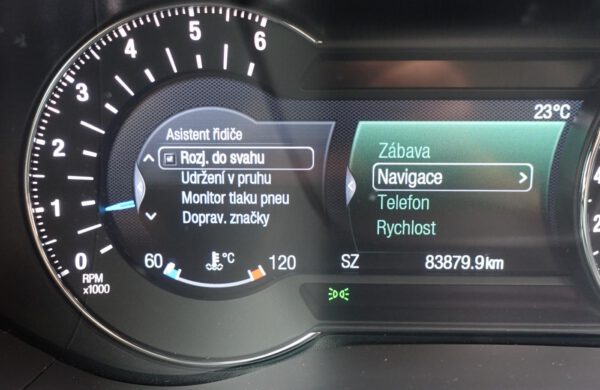 6
5
4
3
2
1
0
RPM
x1000
Asistent řidiče
Rozj. do svahu
Udržení v pruhu
Monitor tlaku pneu
Doprav. značky
60 °C 120
23°C
Zábava
Navigace >
Telefon
Rychlost
SZ 83879.9km